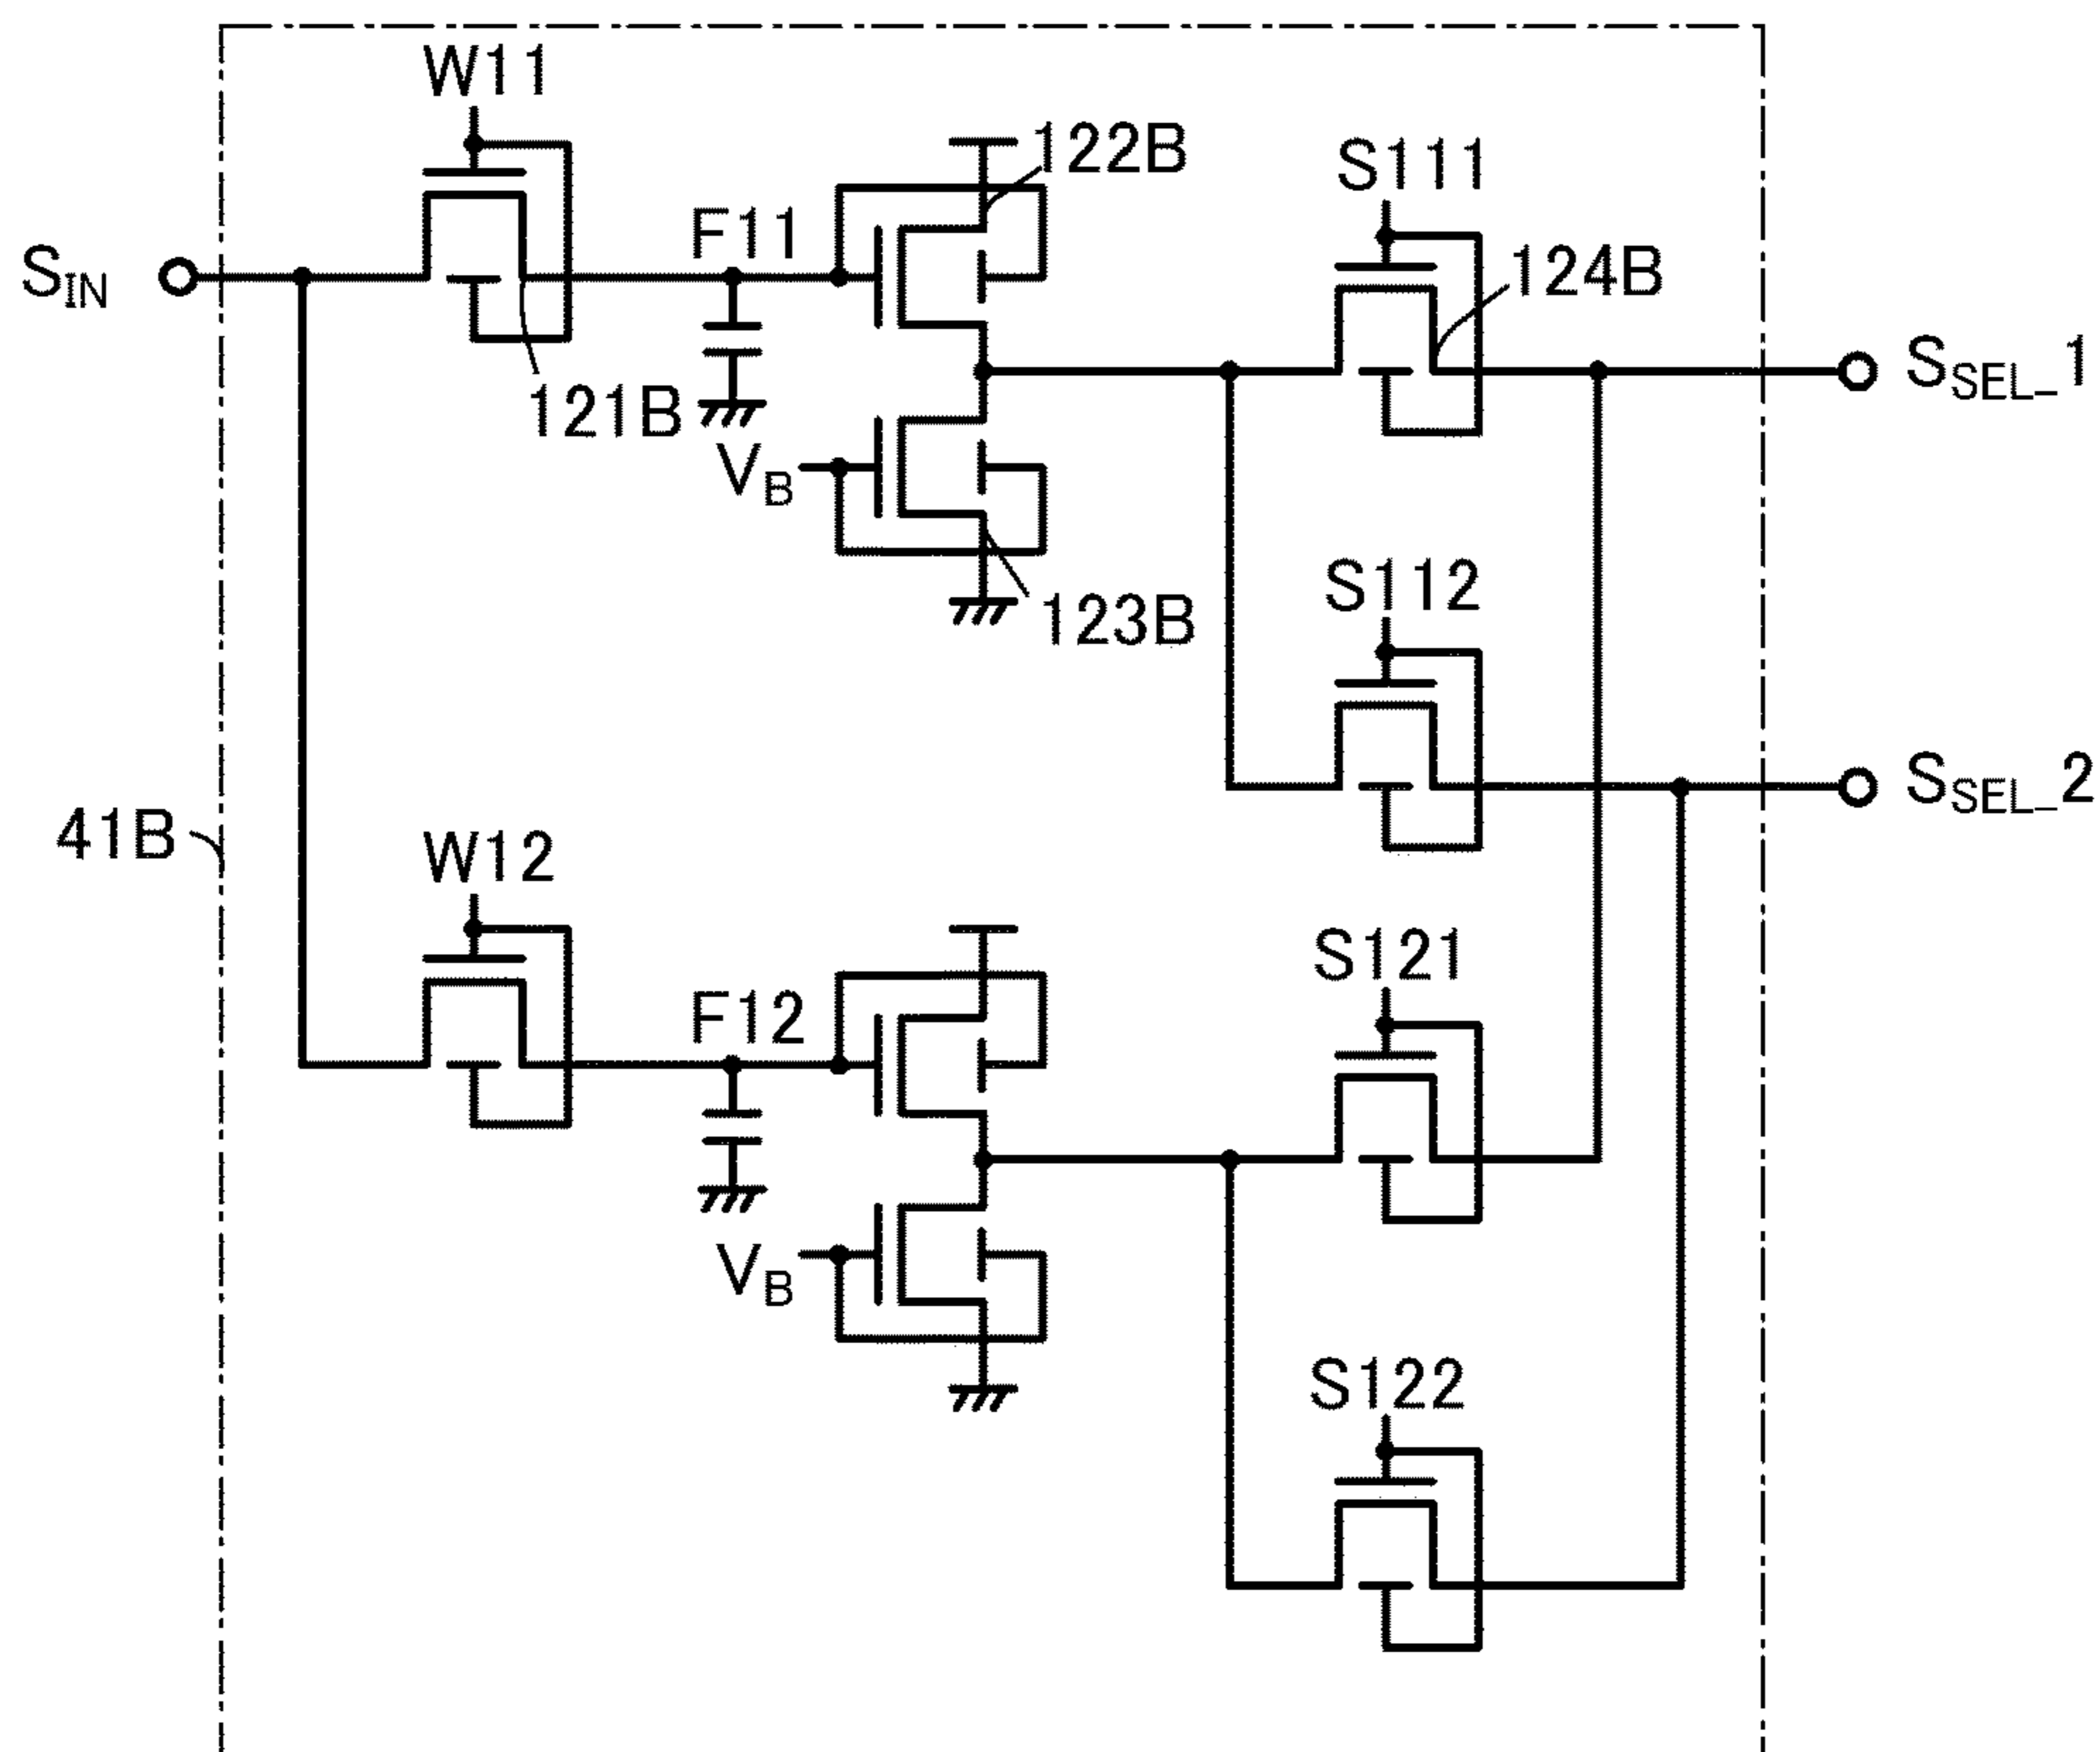 W11
122B
S111
F11
S_IN
124B
S_SEL_1
121B
V_B
S112
123B
S_SEL_2
41B
W12
S121
F12
V_B
S122